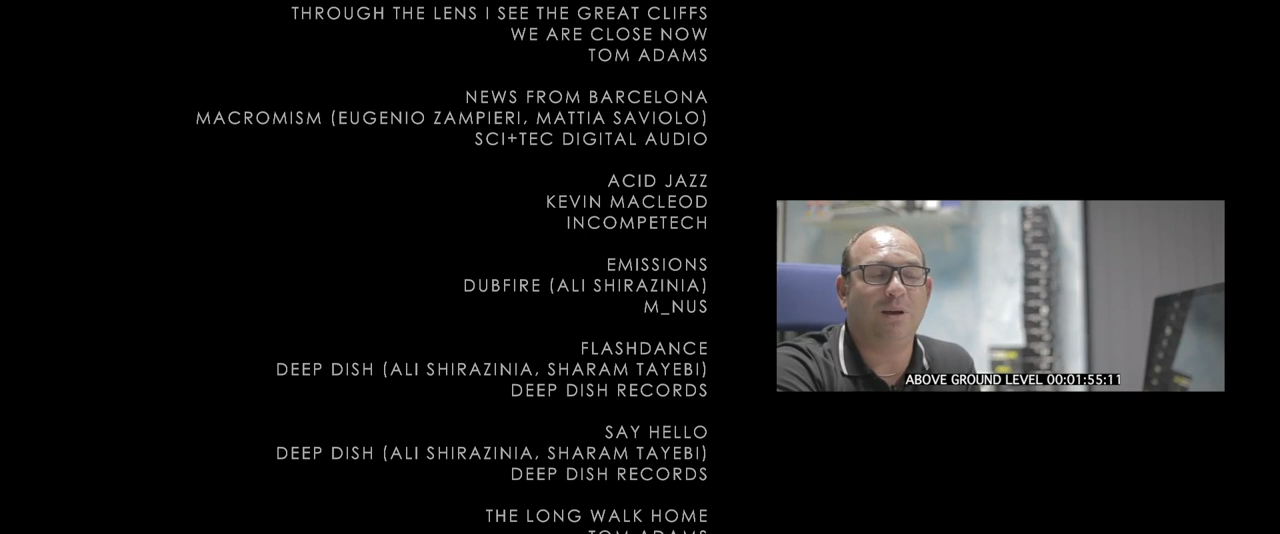 THROUGH THE LENS I SEE THE GREAT CLIFFS
WE ARE CLOSE NOW
TOM ADAMS
NEWS FROM BARCELONA
MACROMISM (EUGENIO ZAMPIERI, MATTIA SAVIOLO)
SCI+TEC DIGITAL AUDIO
ACID JAZZ
KEVIN MACLEOD
INCOMPETECH
EMISSIONS
DUBFIRE (ALI SHIRAZINIA)
M_NUS
FLASHDANCE
DEEP DISH (ALI SHIRAZINIA, SHARAM TAYEBI)
DEEP DISH RECORDS
SAY HELLO
DEEP DISH (ALI SHIRAZINIA, SHARAM TAYEBI)
DEEP DISH RECORDS
THE LONG WALK HOME
TOM ADAMS
ABOVE GROUND LEVEL 00:01:55:11